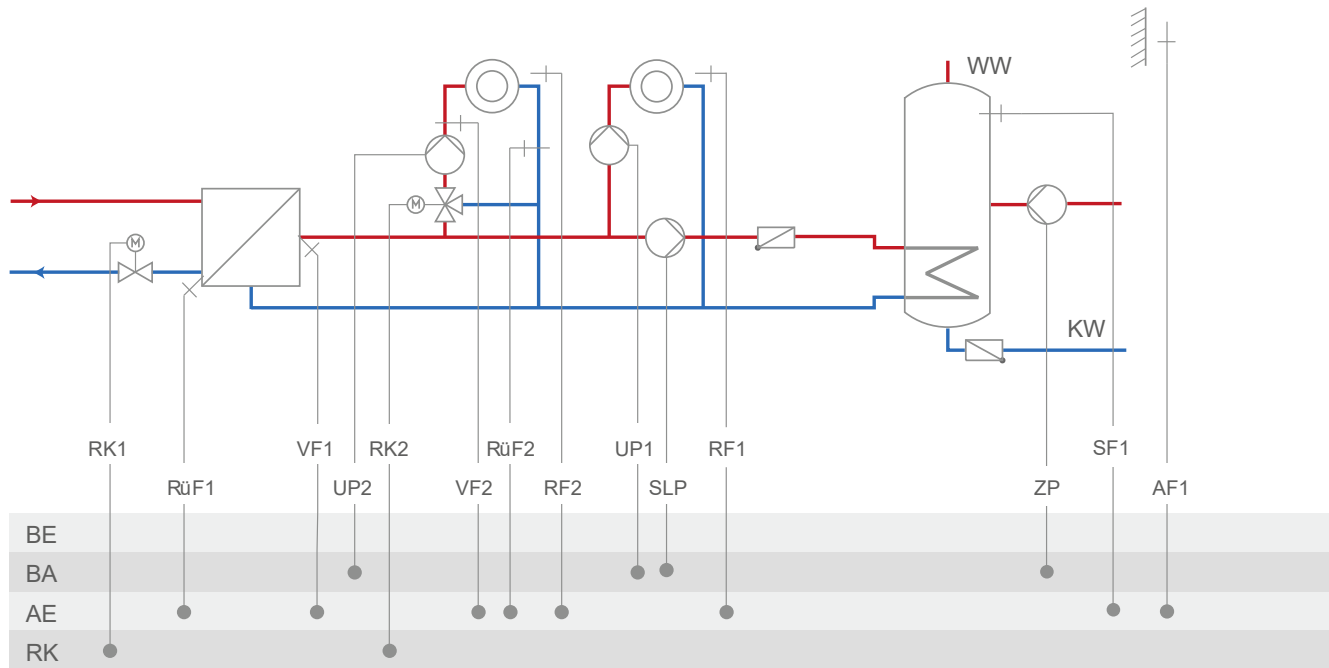 WW
M
M
KW
RK1
VF1
RK2
RüF2
UP1
RF1
SF1
RüF1
UP2
VF2
RF2
SLP
ZP
AF1
BE
BA
AE
RK